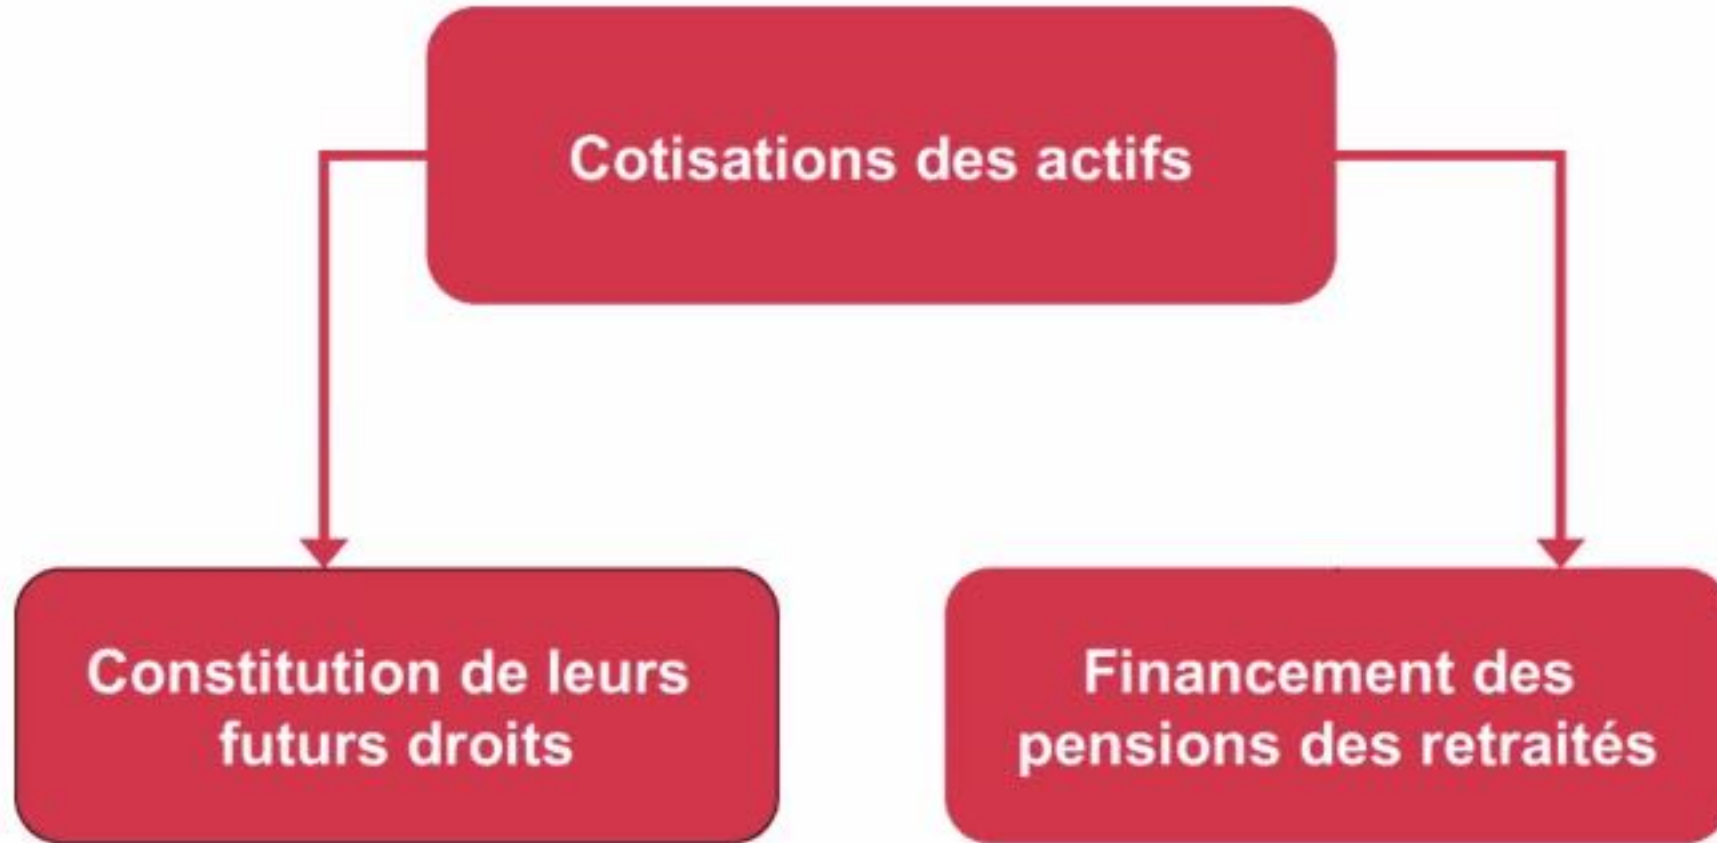 Cotisations des actifs
Constitution de leurs
futurs droits
Financement des
pensions des retraités